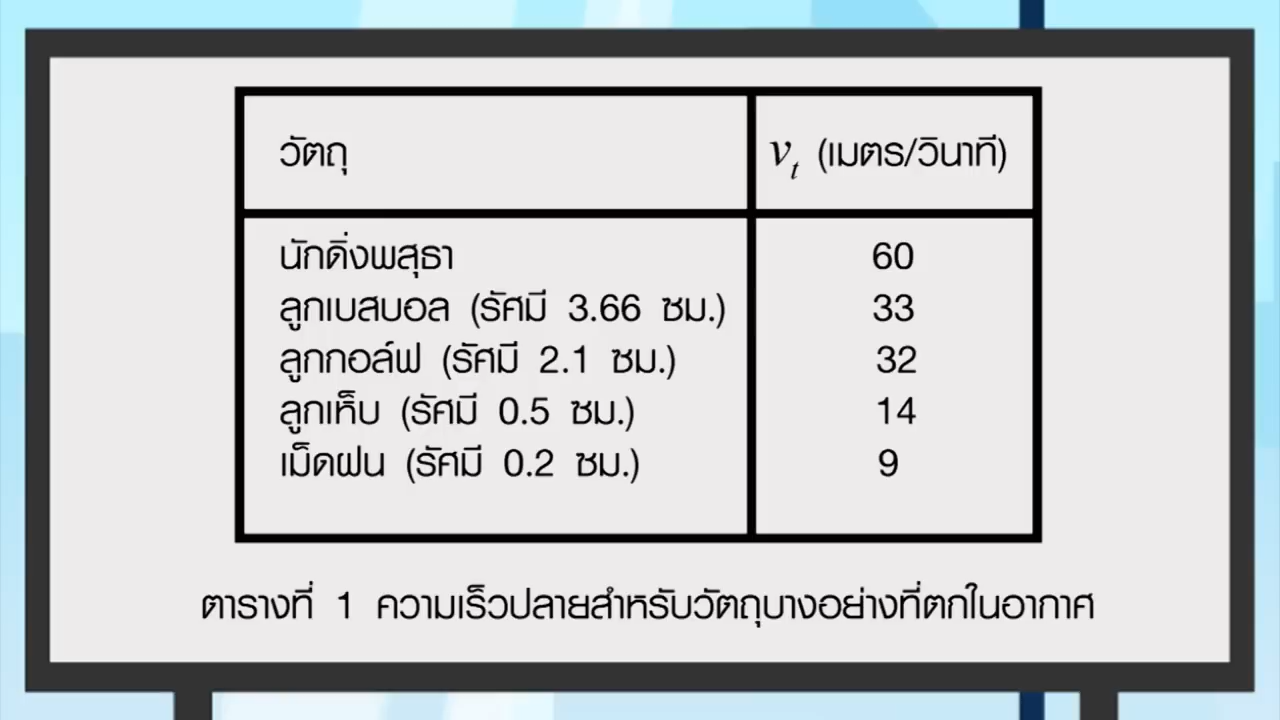 วัตถุ v_t (เมตร/วินาที)
นักดิ่งพสุธา 60
ลูกเบสบอล (รัศมี 3.66 ซม.) 33
ลูกกอล์ฟ (รัศมี 2.1 ซม.) 32
ลูกเห็บ (รัศมี 0.5 ซม.) 14
เม็ดฝน (รัศมี 0.2 ซม.) 9
ตารางที่ 1 ความเร็วปลายสำหรับวัตถุบางอย่างที่ตกในอากาศ